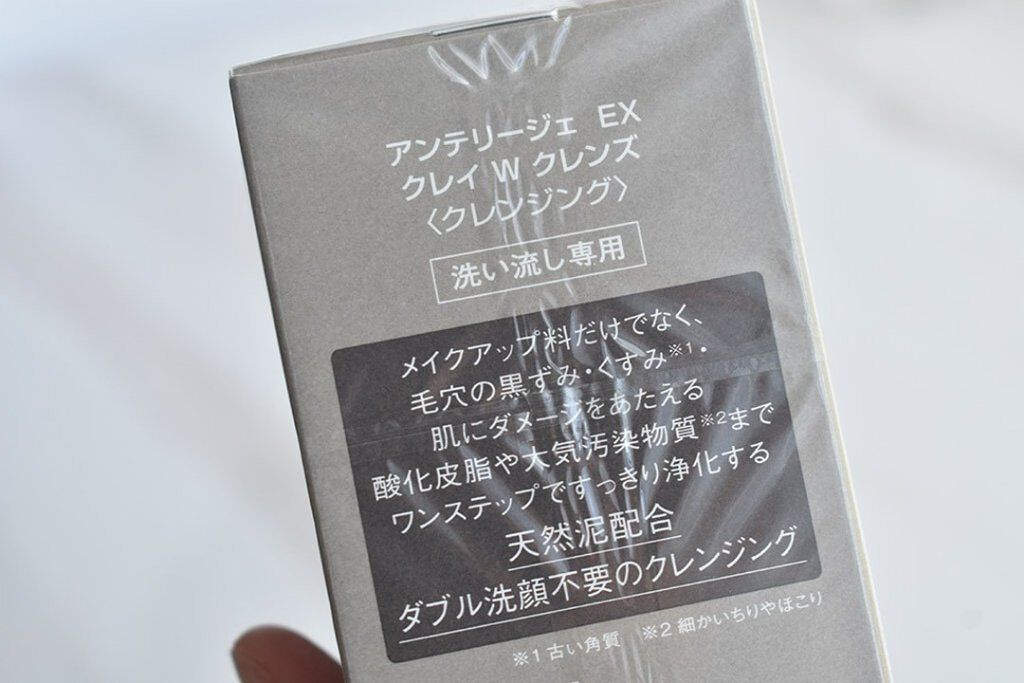 アンテリージェ EX
クレイ W クレンズ
〈クレンジング〉
洗い流し専用
メイクアップ料だけでなく、
毛穴の黒ずみ・くすみ※1・
肌にダメージをあたえる
酸化皮脂や大気汚染物質※2まで
ワンステップですっきり浄化する
天然泥配合
ダブル洗顔不要のクレンジング
※1 古い角質 ※2 細かいちりやほこり